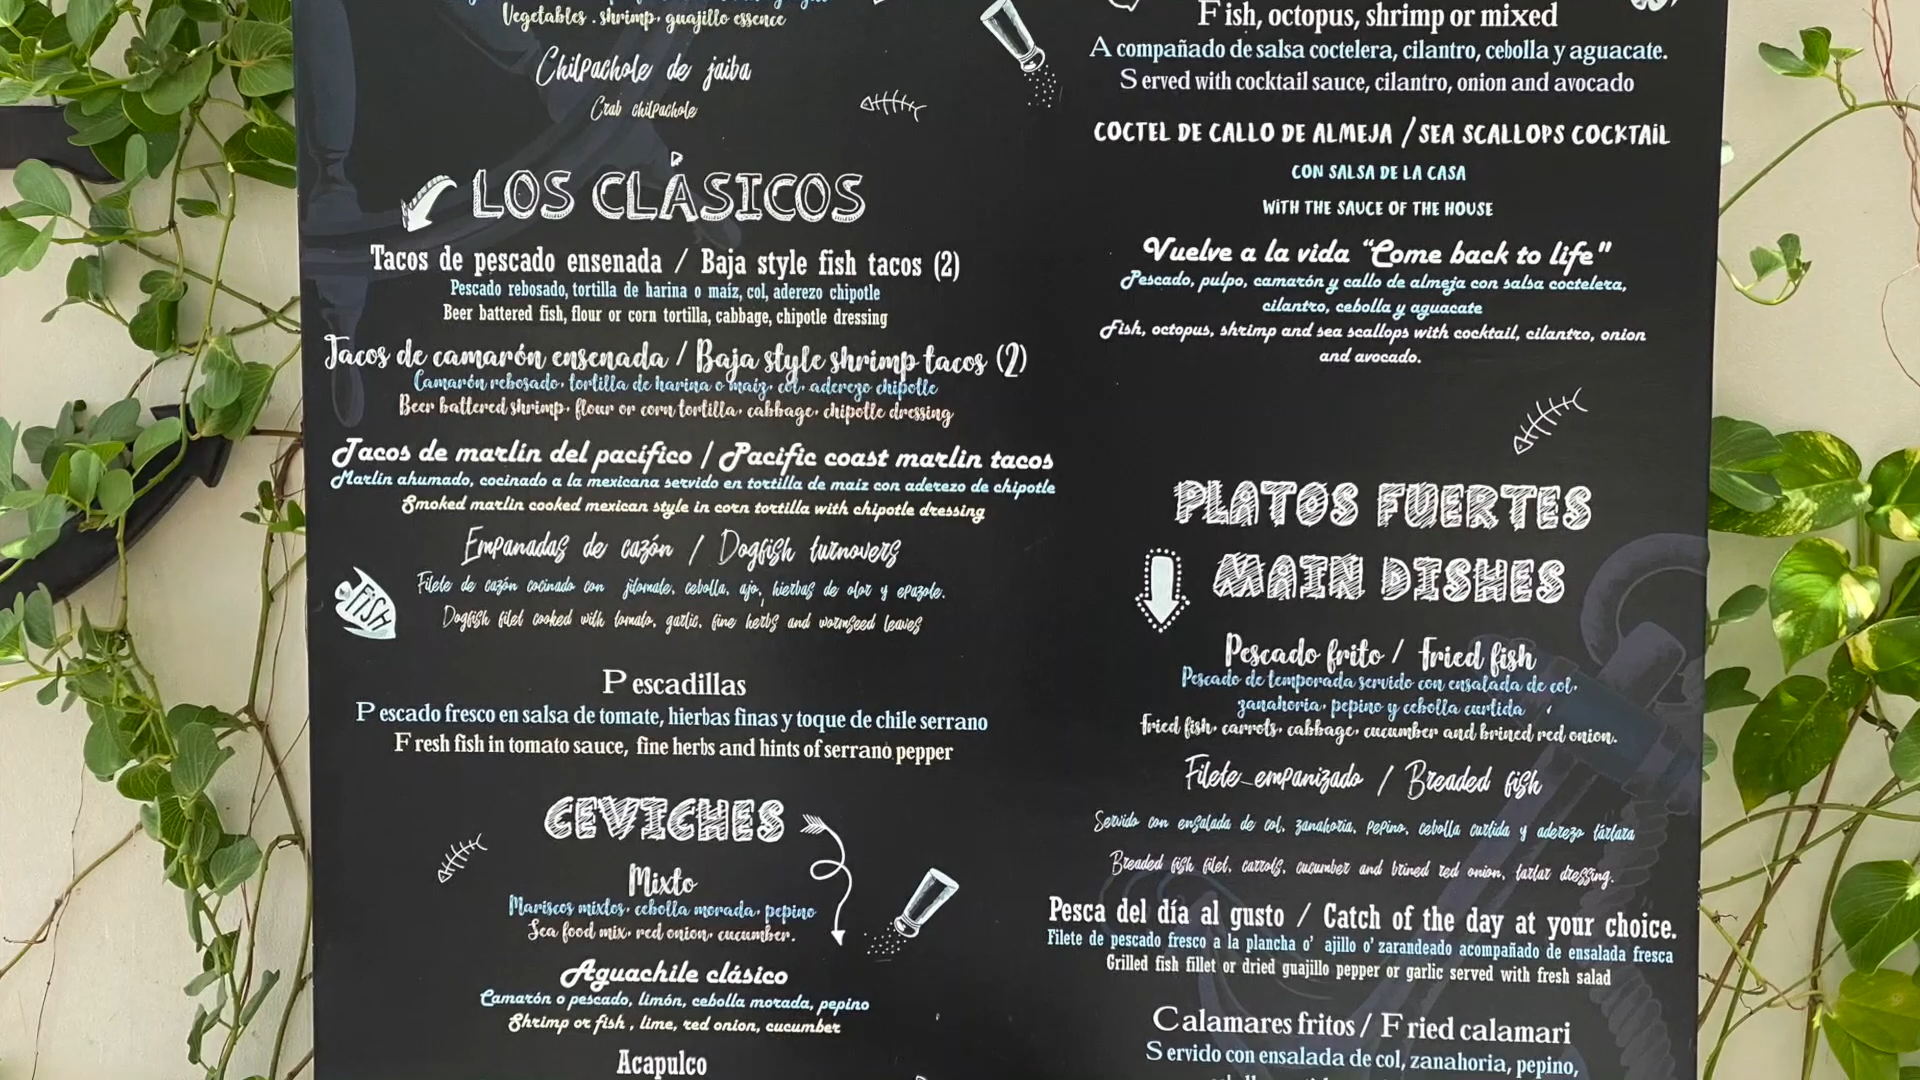 Vegetables . shrimp, guajillo essence
Chilpachole de jaiba
Crab chilpachole
LOS CLÁSICOS
Tacos de pescado ensenada / Baja style fish tacos (2)
Pescado rebosado, tortilla de harina o maíz, col, aderezo chipotle
Beer battered fish, flour or corn tortilla, cabbage, chipotle dressing
Tacos de camarón ensenada / Baja style shrimp tacos (2)
Camarón rebosado, tortilla de harina o maíz, col, aderezo chipotle
Beer battered shrimp, flour or corn tortilla, cabbage, chipotle dressing
Tacos de marlin del pacífico / Pacific coast marlin tacos
Marlin ahumado, cocinado a la mexicana servido en tortilla de maíz con aderezo de chipotle
Smoked marlin cooked mexican style in corn tortilla with chipotle dressing
Empanadas de cazón / Dogfish turnovers
Filete de cazón cocinado con jitomate, cebolla, ajo, hierbas de olor y epazote.
Dogfish filet cooked with tomato, garlic, fine herbs and wormseed leaves
FISH
Pescadillas
Pescado fresco en salsa de tomate, hierbas finas y toque de chile serrano
Fresh fish in tomato sauce, fine herbs and hints of serrano pepper
CEVICHES
Mixto
Mariscos mixtos, cebolla morada, pepino
Sea food mix, red onion, cucumber.
Aguachile clásico
Camarón o pescado, limón, cebolla morada, pepino
Shrimp or fish , lime, red onion, cucumber
Acapulco
Fish, octopus, shrimp or mixed
Acompañado de salsa coctelera, cilantro, cebolla y aguacate.
Served with cocktail sauce, cilantro, onion and avocado
COCTEL DE CALLO DE ALMEJA / SEA SCALLOPS COCKTAIL
CON SALSA DE LA CASA
WITH THE SAUCE OF THE HOUSE
Vuelve a la vida “Come back to life”
Pescado, pulpo, camarón y callo de almeja con salsa coctelera,
cilantro, cebolla y aguacate
Fish, octopus, shrimp and sea scallops with cocktail, cilantro, onion
and avocado.
PLATOS FUERTES
MAIN DISHES
Pescado frito / Fried fish
Pescado de temporada servido con ensalada de col,
zanahoria, pepino y cebolla curtida
Fried fish, carrots, cabbage, cucumber and brined red onion.
Filete empanizado / Breaded fish
Servido con ensalada de col, zanahoria, pepino, cebolla curtida y aderezo tártara
Breaded fish filet, carrots, cucumber and brined red onion, tartar dressing.
Pesca del día al gusto / Catch of the day at your choice.
Filete de pescado fresco a la plancha o' ajillo o' zarandeado acompañado de ensalada fresca
Grilled fish fillet or dried guajillo pepper or garlic served with fresh salad
Calamares fritos / Fried calamari
Servido con ensalada de col, zanahoria, pepino,